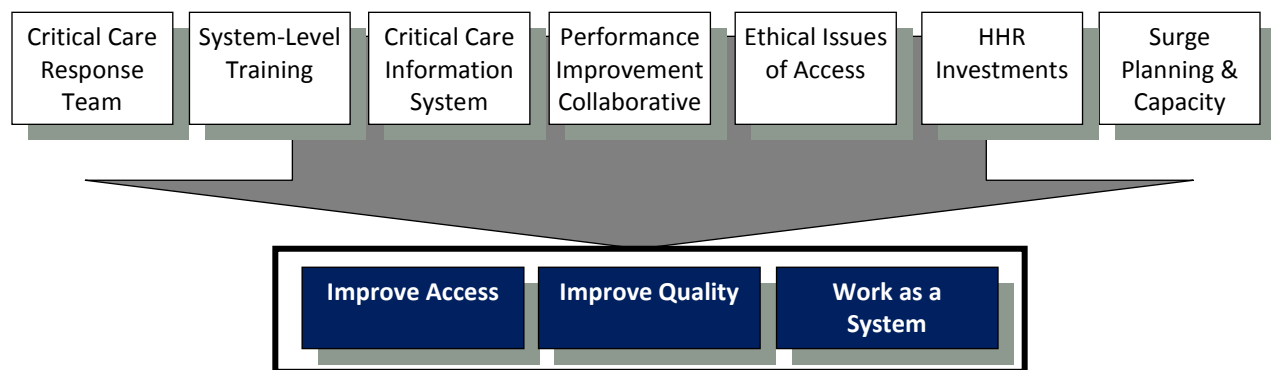 Critical Care
Response
Team
System-Level
Training
Critical Care
Information
System
Performance
Improvement
Collaborative
Ethical Issues
of Access
HHR
Investments
Surge
Planning &
Capacity
Improve Access
Improve Quality
Work as a
System